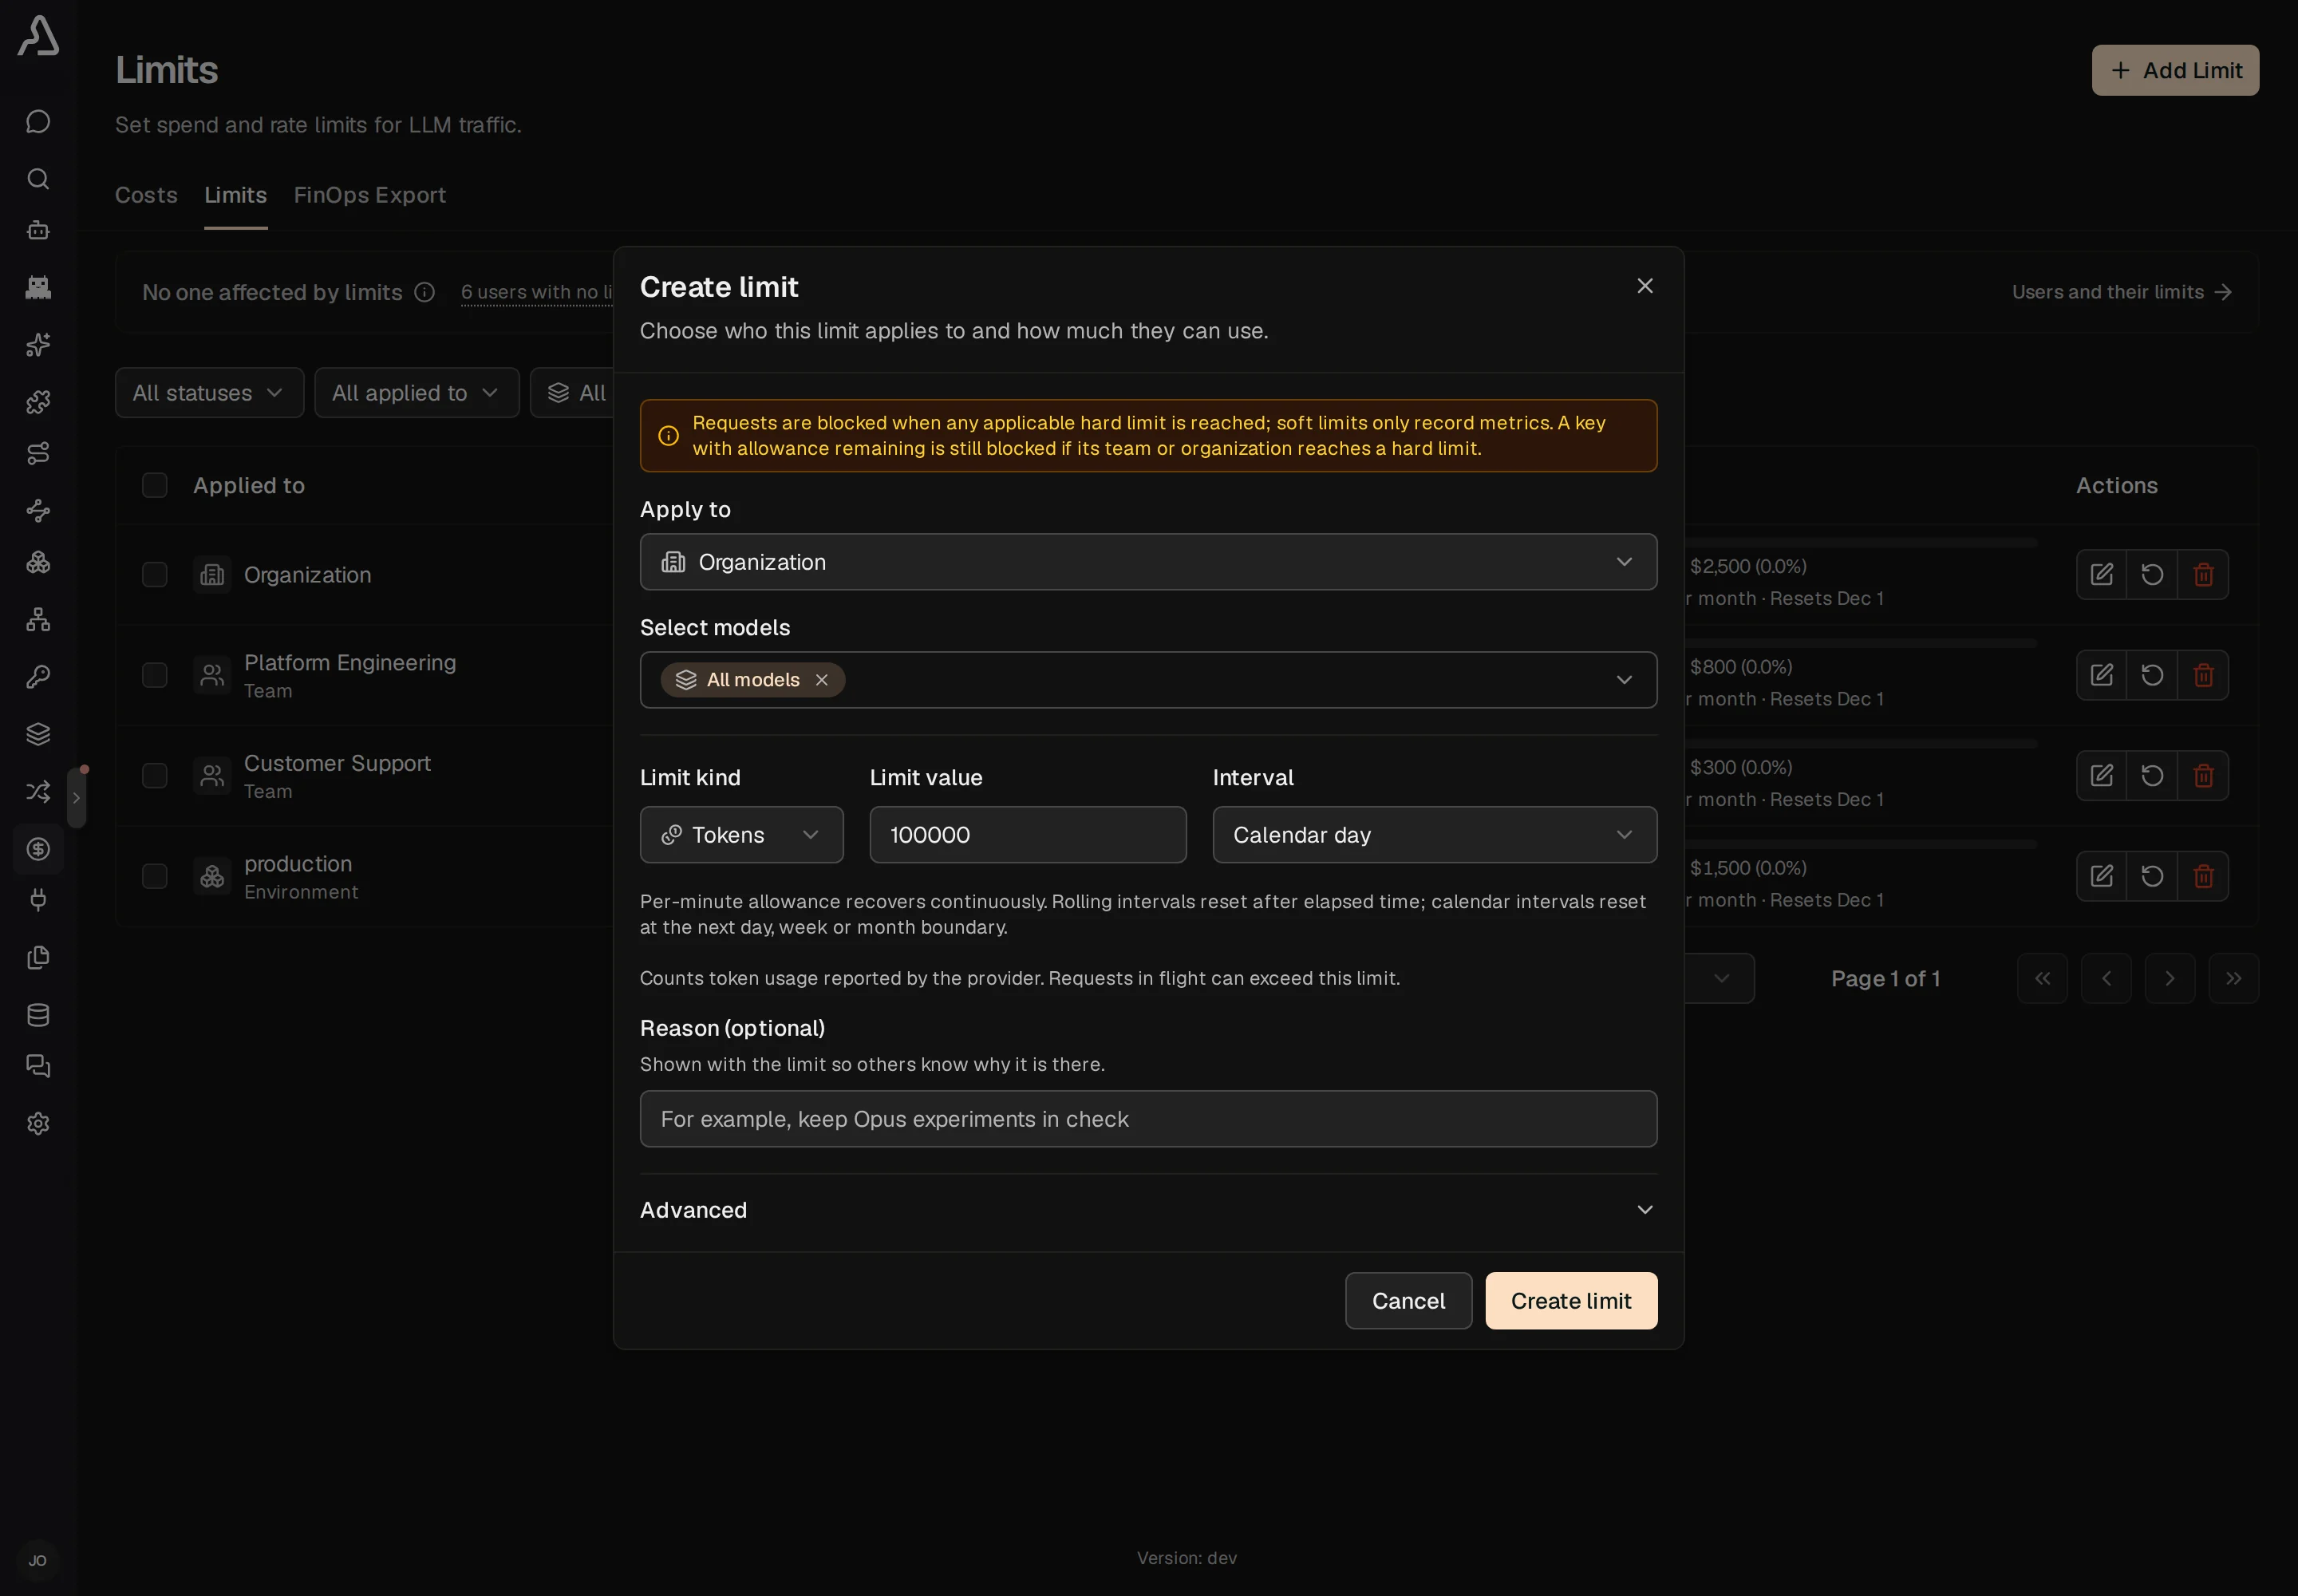 Limits
Set spend and rate limits for LLM traffic.
Add Limit
Costs
Limits
FinOps Export
No one affected by limits
6 users with no li
Users and their limits
All statuses
All applied to
All
Applied to
Actions
Organization
$2,500 (0.0%)
r month · Resets Dec 1
Platform Engineering
Team
$800 (0.0%)
r month · Resets Dec 1
Customer Support
Team
$300 (0.0%)
r month · Resets Dec 1
production
Environment
$1,500 (0.0%)
r month · Resets Dec 1
Page 1 of 1
Create limit
Choose who this limit applies to and how much they can use.
Requests are blocked when any applicable hard limit is reached; soft limits only record metrics. A key
with allowance remaining is still blocked if its team or organization reaches a hard limit.
Apply to
Organization
Select models
All models
Limit kind
Limit value
Interval
Tokens
100000
Calendar day
Per-minute allowance recovers continuously. Rolling intervals reset after elapsed time; calendar intervals reset
at the next day, week or month boundary.
Counts token usage reported by the provider. Requests in flight can exceed this limit.
Reason (optional)
Shown with the limit so others know why it is there.
For example, keep Opus experiments in check
Advanced
Cancel
Create limit
JO
Version: dev